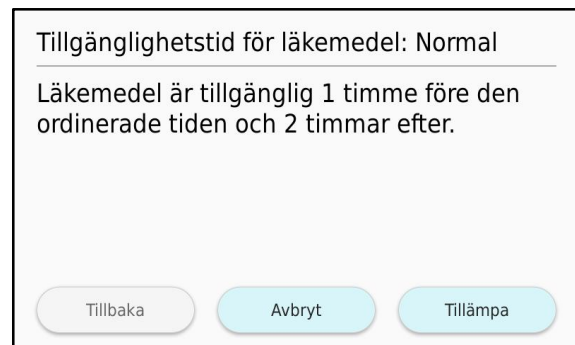 Tillgänglighetstid för läkemedel: Normal
Läkemedel är tillgänglig 1 timme före den
ordinerade tiden och 2 timmar efter.
Tillbaka
Avbryt
Tillämpa